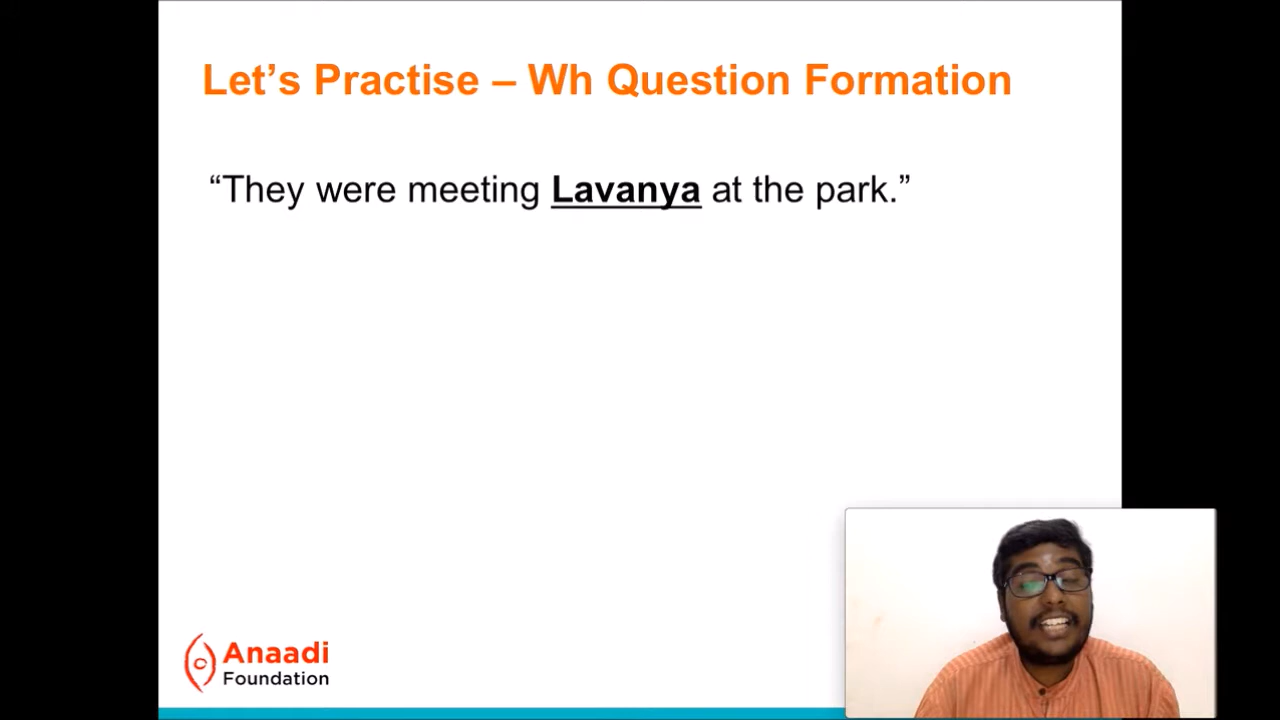 Let’s Practise – Wh Question Formation
“They were meeting Lavanya at the park.”
Anaadi
Foundation